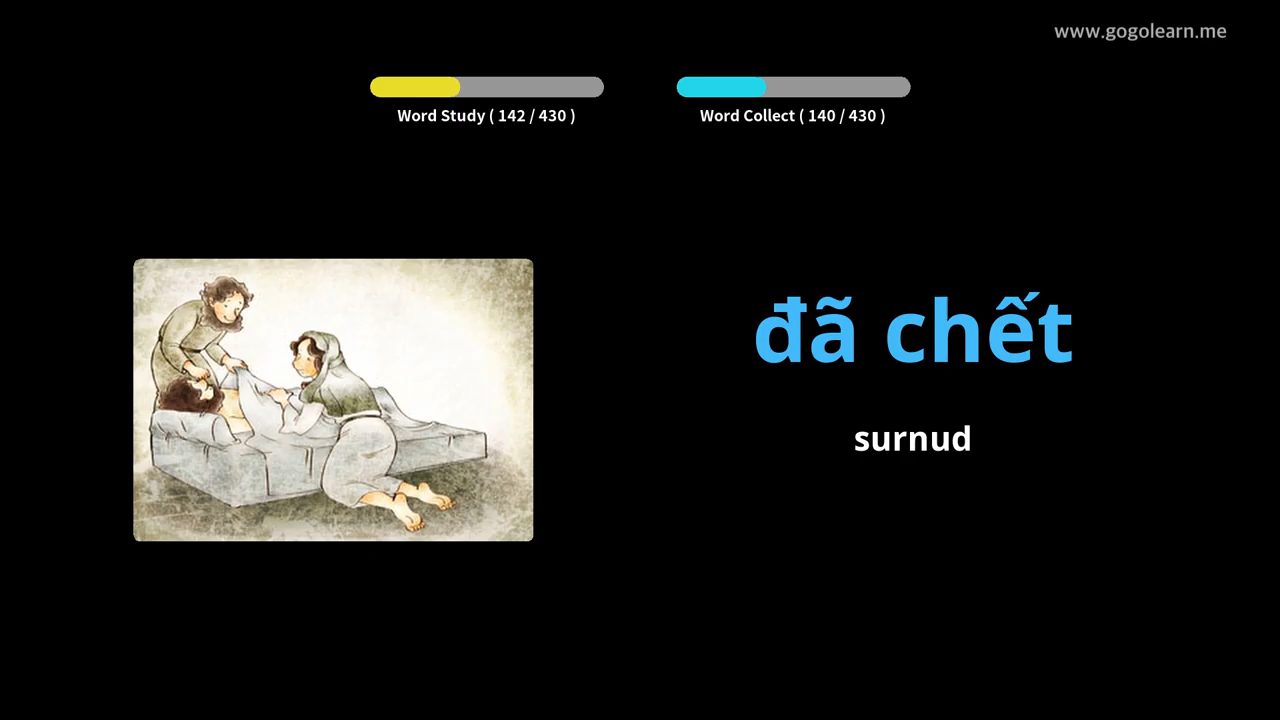 www.gogolearn.me
Word Study ( 142 / 430 )
Word Collect ( 140 / 430 )
đã chết
surnud